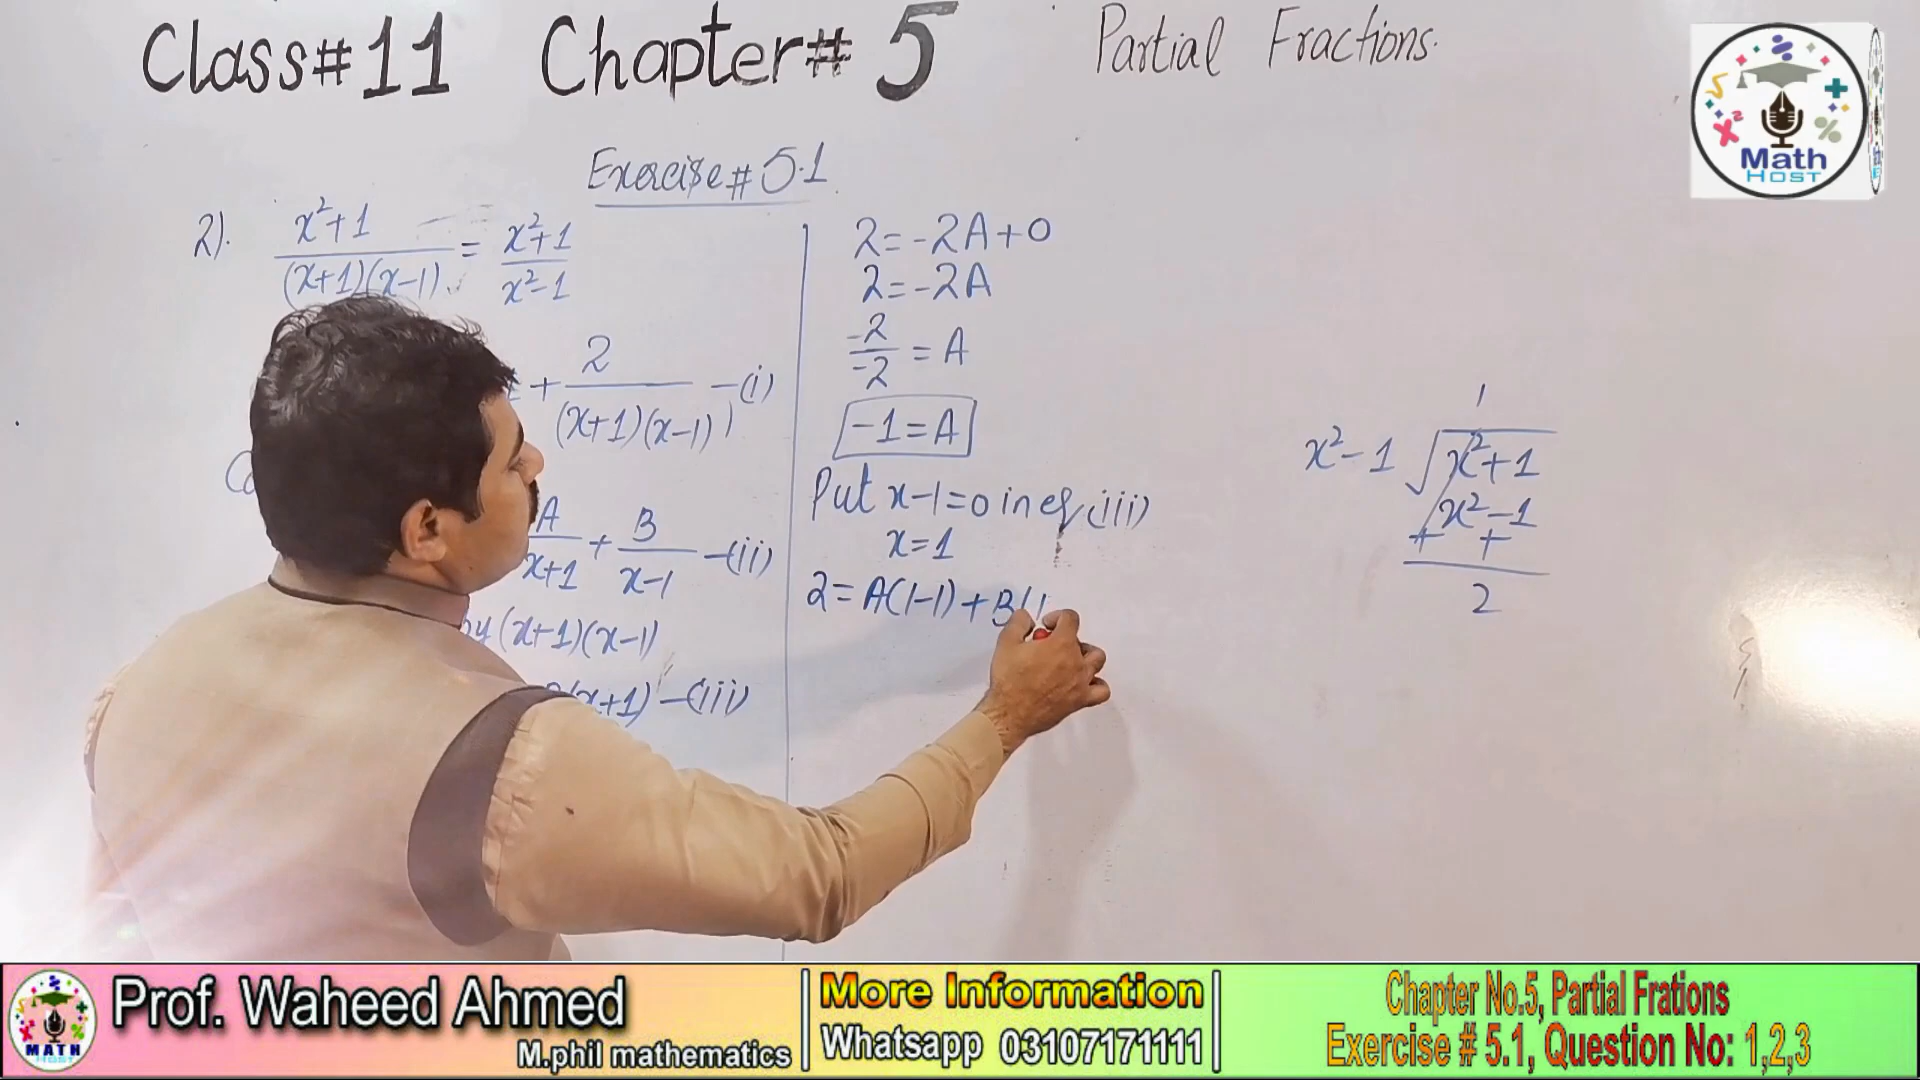 Class#11 Chapter#5 Partial Fractions.
Exercise#5.1
2). x²+1/(x+1)(x-1) = x²+1/x²-1
+ 2/(x+1)(x-1) -(i)
A/x+1 + B/x-1 -(ii)
(x+1)(x-1)
(x+1) -(iii)
2=-2A+0
2=-2A
-2/-2 = A
-1=A
Put x-1=0 in eq (iii)
x=1
2=A(1-1)+B(1
1
x²-1 √x²+1
x²-1
+ +
2
Math
HOST
MATH
HOST
Prof. Waheed Ahmed
M.phil mathematics
More Information
Whatsapp 03107171111
Chapter No.5, Partial Frations
Exercise # 5.1, Question No: 1,2,3